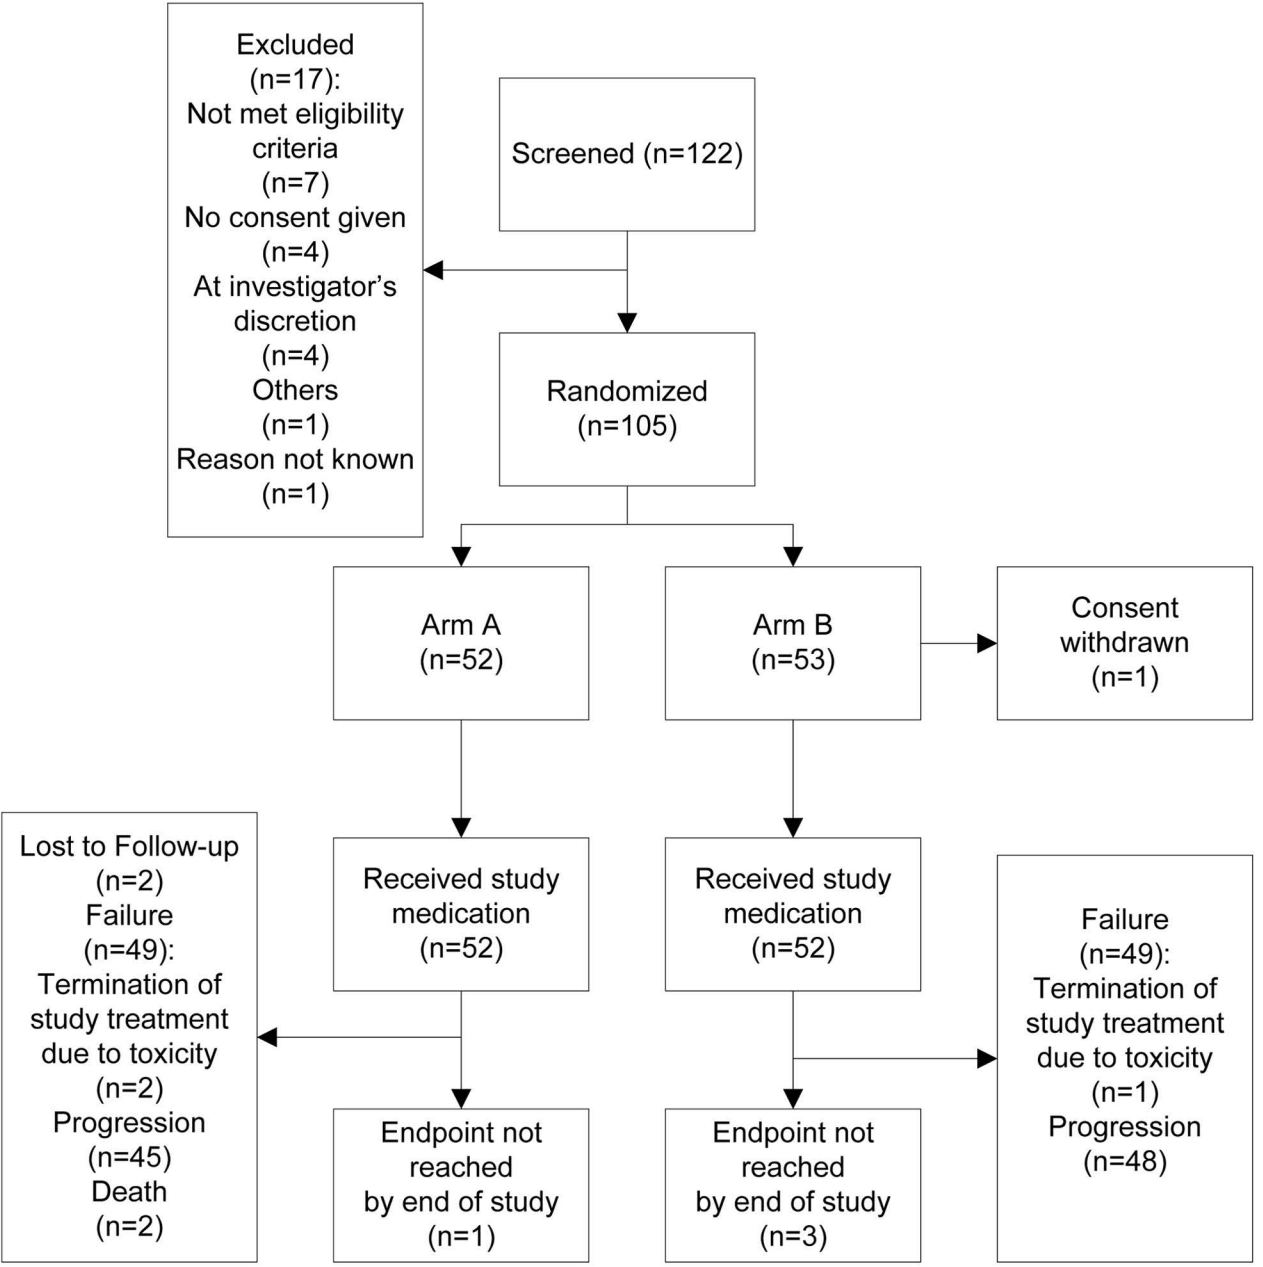 Excluded
(n=17):
Not met eligibility
criteria
(n=7)
No consent given
(n=4)
At investigator’s
discretion
(n=4)
Others
(n=1)
Reason not known
(n=1)
Screened (n=122)
Randomized
(n=105)
Arm A
(n=52)
Arm B
(n=53)
Consent
withdrawn
(n=1)
Lost to Follow-up
(n=2)
Failure
(n=49):
Termination of
study treatment
due to toxicity
(n=2)
Progression
(n=45)
Death
(n=2)
Received study
medication
(n=52)
Received study
medication
(n=52)
Failure
(n=49):
Termination of
study treatment
due to toxicity
(n=1)
Progression
(n=48)
Endpoint not
reached
by end of study
(n=1)
Endpoint not
reached
by end of study
(n=3)